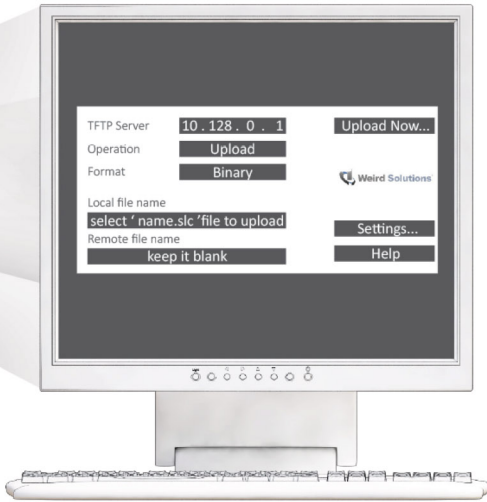 TFTP Server 10 . 128 . 0 . 1 Upload Now...
Operation Upload
Format Binary
Weird Solutions
Local file name
select ‘ name.slc ’file to upload
Settings...
Remote file name
keep it blank Help